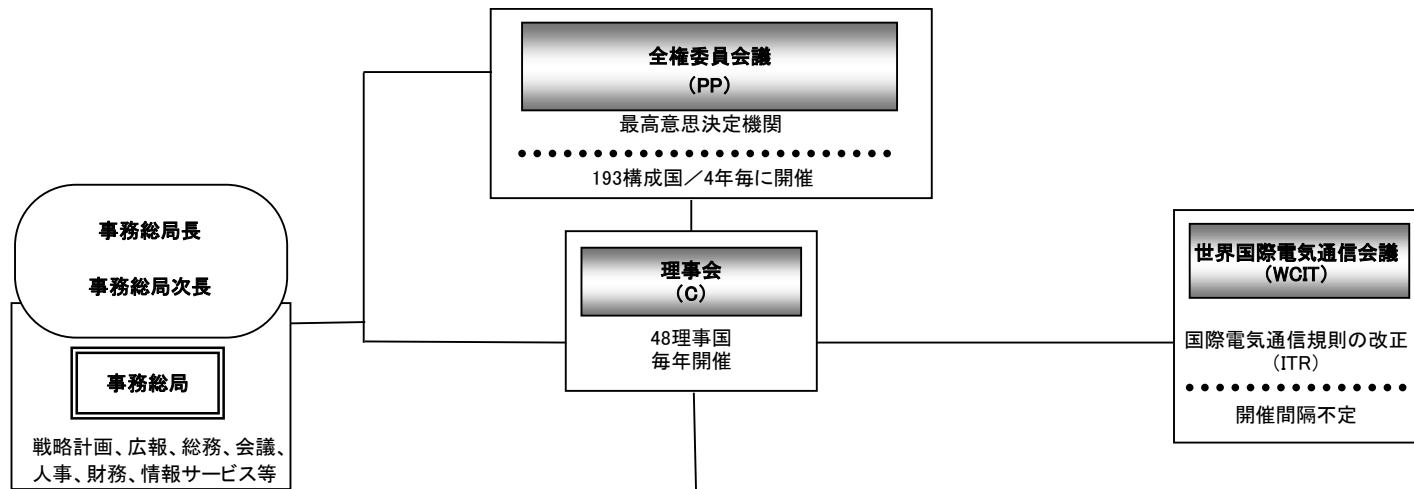 全権委員会議
(PP)
最高意思決定機関
193構成国／4年毎に開催
事務総局長
事務総局次長
事務総局
戦略計画、広報、総務、会議、
人事、財務、情報サービス等
理事会
(C)
48理事国
毎年開催
世界国際電気通信会議
(WCIT)
国際電気通信規則の改正
(ITR)
開催間隔不定